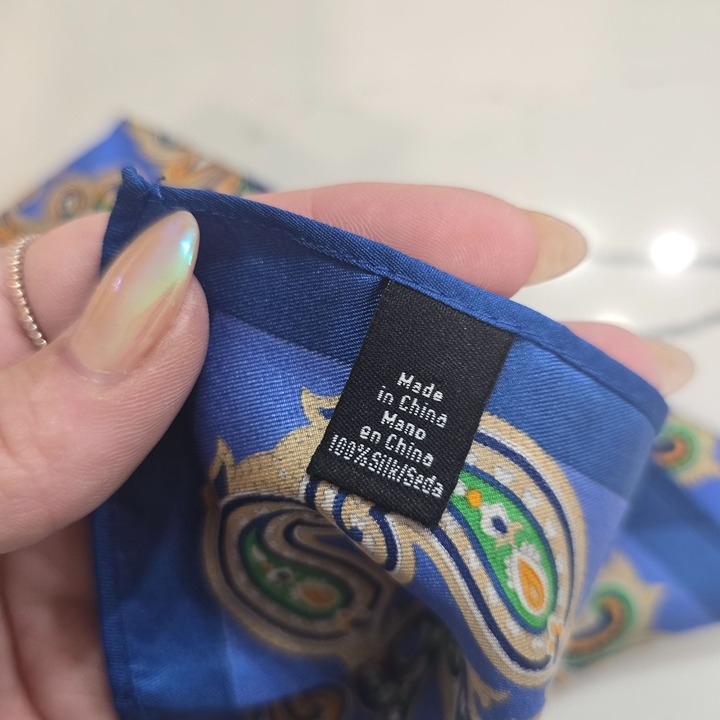 Made
in China
Mano
en China
100%Silk/Seda